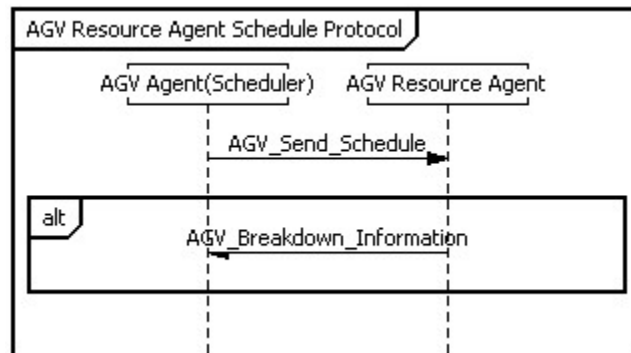 AGV Resource Agent Schedule Protocol
AGV Agent(Scheduler) AGV Resource Agent
AGV_Send_Schedule
alt
AGV_Breakdown_Information